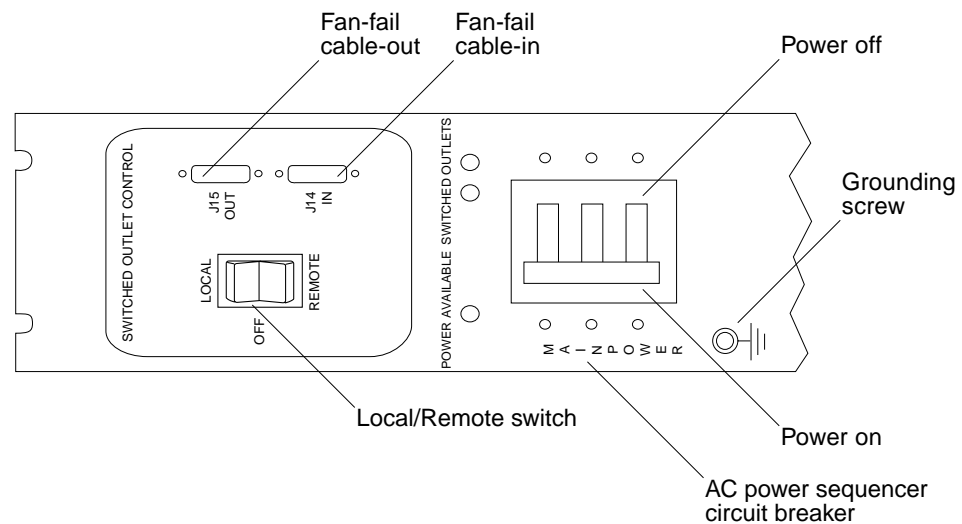 Fan-fail
cable-out
Fan-fail
cable-in
Power off
Grounding
screw
SWITCHED OUTLET CONTROL
J15
OUT
J14
IN
LOCAL
OFF
REMOTE
POWER AVAILABLE SWITCHED OUTLETS
MAIN POWER
Local/Remote switch
Power on
AC power sequencer
circuit breaker